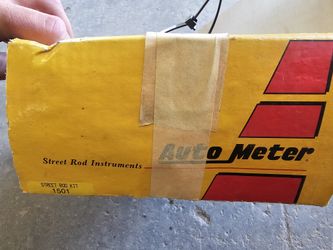 Street Rod Instruments
Auto Meter
STREET ROD KIT
1501